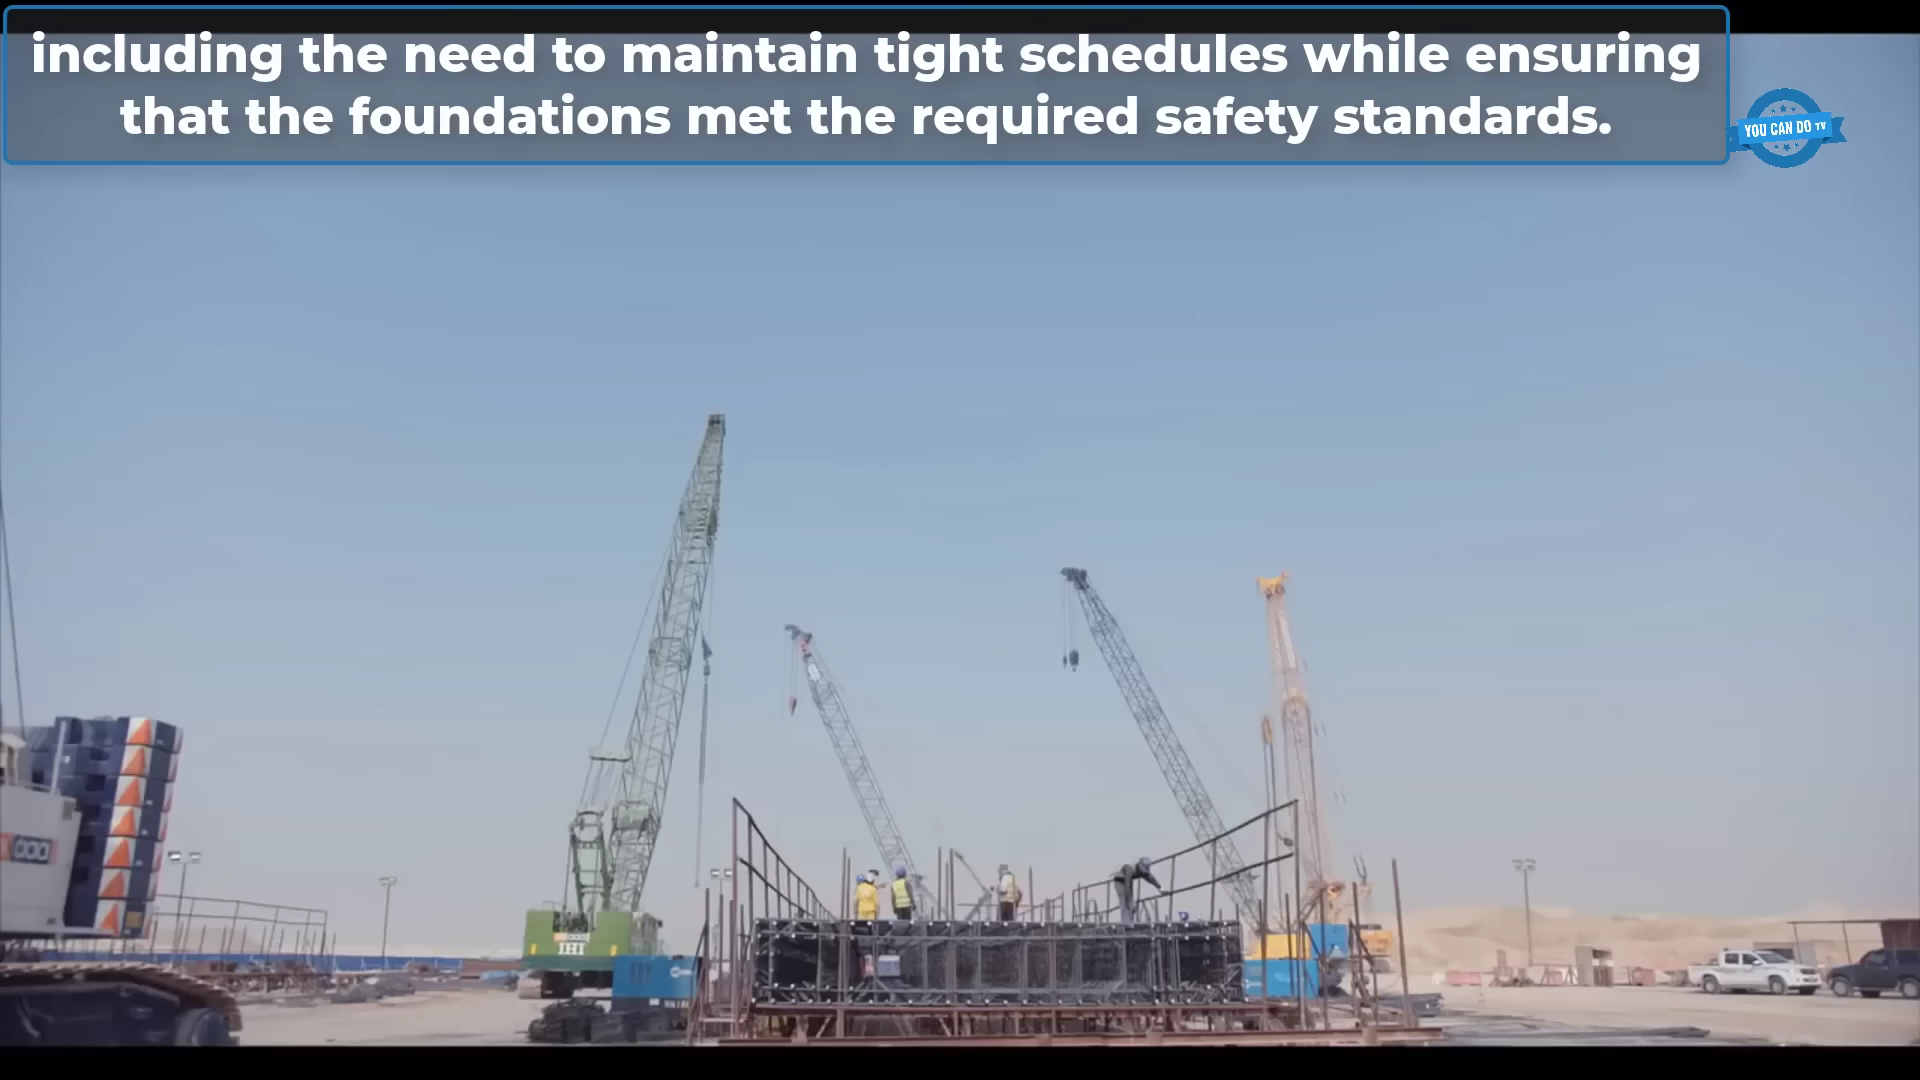 including the need to maintain tight schedules while ensuring
that the foundations met the required safety standards.
YOU CAN DO TV
IHI